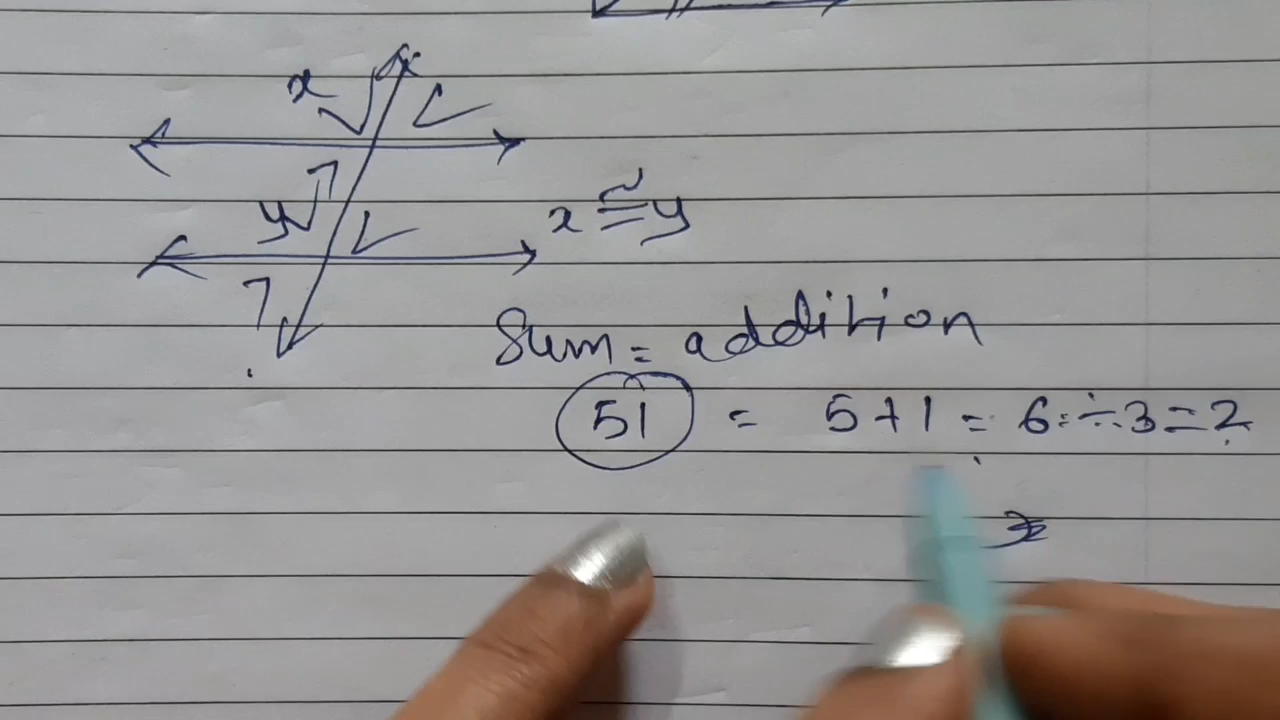 x
y
x ≅ y
Sum = addition
51 = 5+1 = 6 ÷ 3 = 2